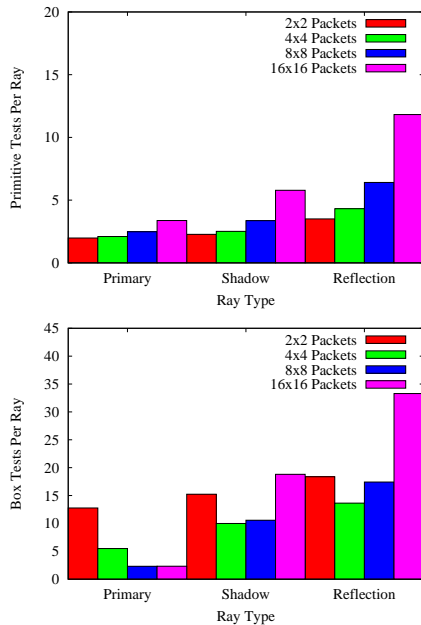 20
15
10
5
0
Primitive Tests Per Ray
2x2 Packets
4x4 Packets
8x8 Packets
16x16 Packets
Primary Shadow Reflection
Ray Type
45
40
35
30
25
20
15
10
5
0
Box Tests Per Ray
2x2 Packets
4x4 Packets
8x8 Packets
16x16 Packets
Primary Shadow Reflection
Ray Type